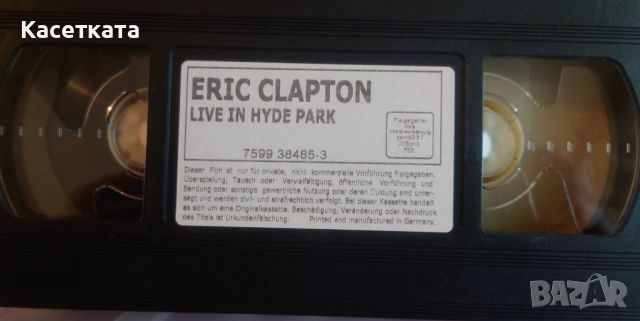 Касетката
ERIC CLAPTON
LIVE IN HYDE PARK
Freigegeben
7599 38485-3
Dieser Film ist nur für private, nicht kommerzielle Vorführung freigegeben.
Überspielung, Tausch oder Vervielfältigung, öffentliche Vorführung und
Sendung oder sonstige gewerbliche Nutzung oder deren Duldung sind unter-
sagt und werden zivil- und strafrechtlich verfolgt. Bei dieser Kassette handelt
es sich um eine Originalkassette. Beschädigung, Veränderung oder Nachdruck
des Titels ist Urkundenfälschung. Printed and manufactured in Germany.
BAZAR